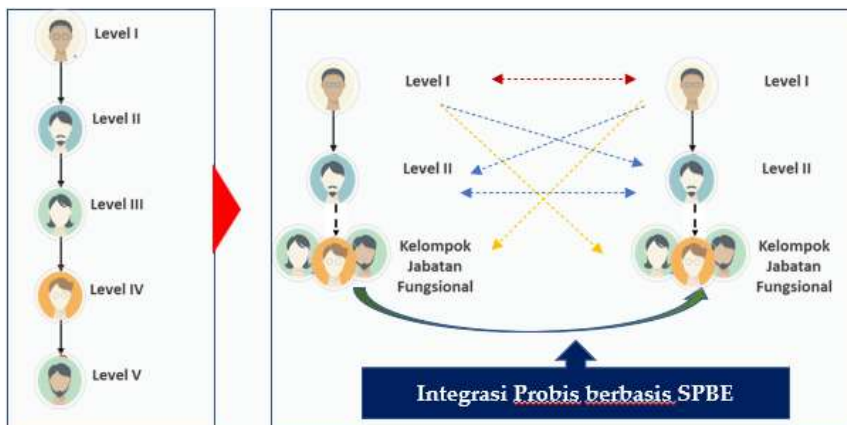 Level I
Level II
Level III
Level IV
Level V
Level I
Level II
Kelompok
Jabatan
Fungsional
Level I
Level II
Kelompok
Jabatan
Fungsional
Integrasi Probis berbasis SPBE